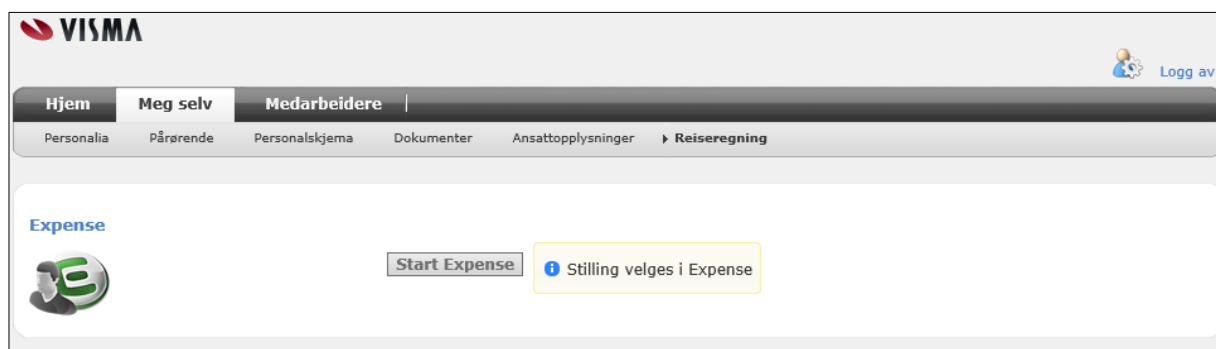 VISMA
Logg av
Hjem Meg selv Medarbeidere
Personalia Pårørende Personalskjema Dokumenter Ansattopplysninger Reiseregning
Expense
Start Expense Stilling velges i Expense